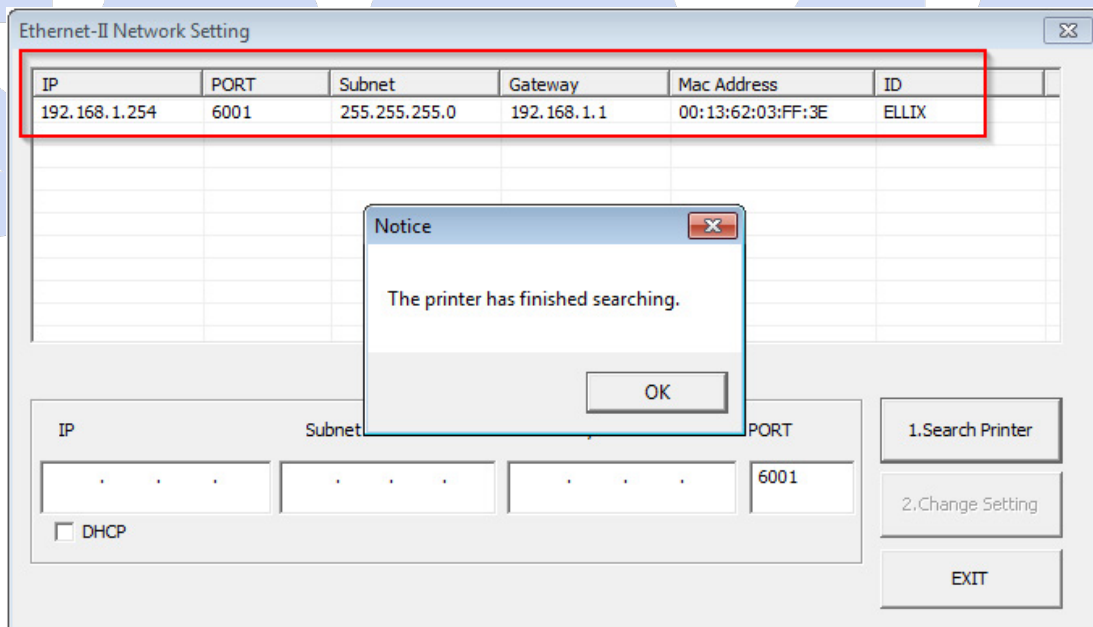 Ethernet-II Network Setting
IP PORT Subnet Gateway Mac Address ID
192.168.1.254 6001 255.255.255.0 192.168.1.1 00:13:62:03:FF:3E ELLIX
Notice
The printer has finished searching.
OK
IP Subnet PORT
. . . . . . . . . 6001
DHCP
1.Search Printer
2.Change Setting
EXIT